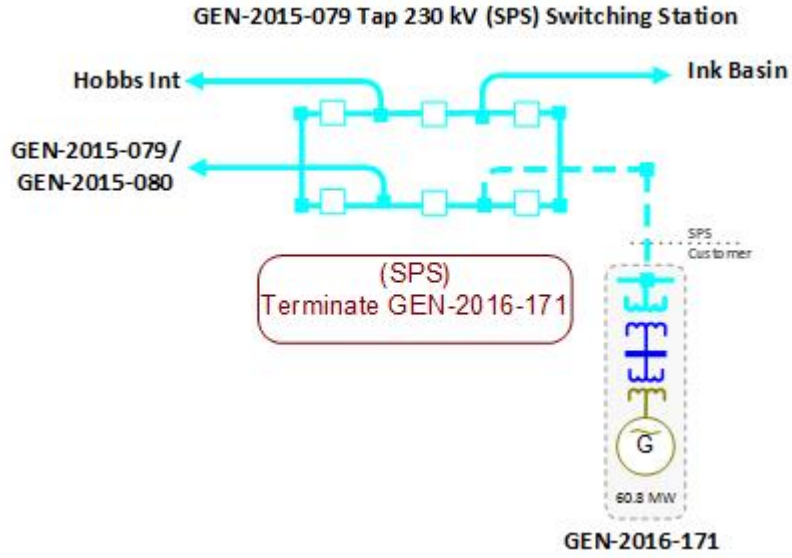 GEN-2015-079 Tap 230 kV (SPS) Switching Station
Hobbs Int
Ink Basin
GEN-2015-079/
GEN-2015-080
SPS
Customer
(SPS)
Terminate GEN-2016-171
G
60.8 MW
GEN-2016-171